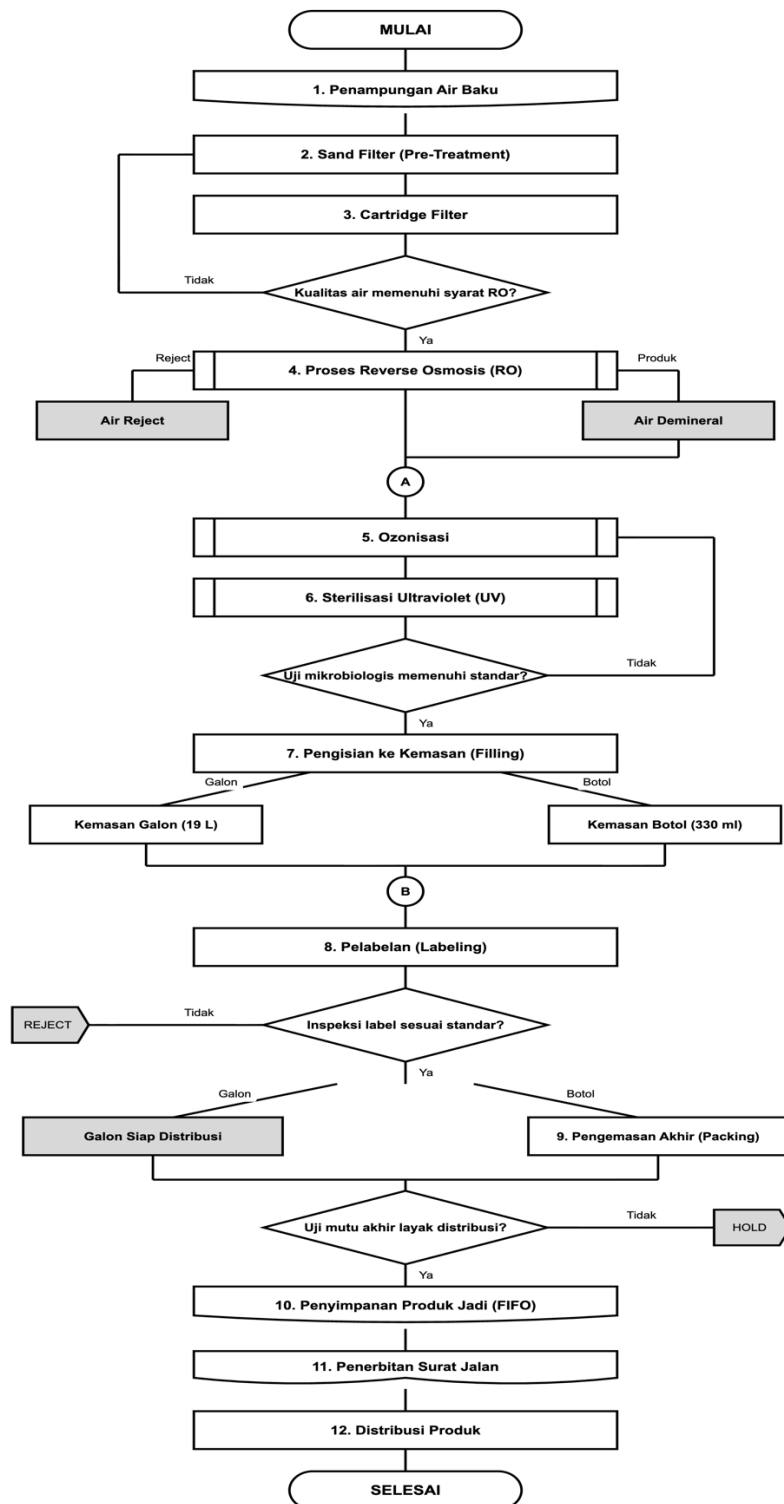 MULAI
1. Penampungan Air Baku
2. Sand Filter (Pre-Treatment)
3. Cartridge Filter
Tidak
Kualitas air memenuhi syarat RO?
Ya
Reject
4. Proses Reverse Osmosis (RO)
Produk
Air Reject
Air Demineral
A
5. Ozonisasi
6. Sterilisasi Ultraviolet (UV)
Uji mikrobiologis memenuhi standar?
Tidak
Ya
7. Pengisian ke Kemasan (Filling)
Galon
Botol
Kemasan Galon (19 L)
Kemasan Botol (330 ml)
B
8. Pelabelan (Labeling)
REJECT
Tidak
Inspeksi label sesuai standar?
Ya
Galon
Botol
Galon Siap Distribusi
9. Pengemasan Akhir (Packing)
Uji mutu akhir layak distribusi?
Tidak
HOLD
Ya
10. Penyimpanan Produk Jadi (FIFO)
11. Penerbitan Surat Jalan
12. Distribusi Produk
SELESAI